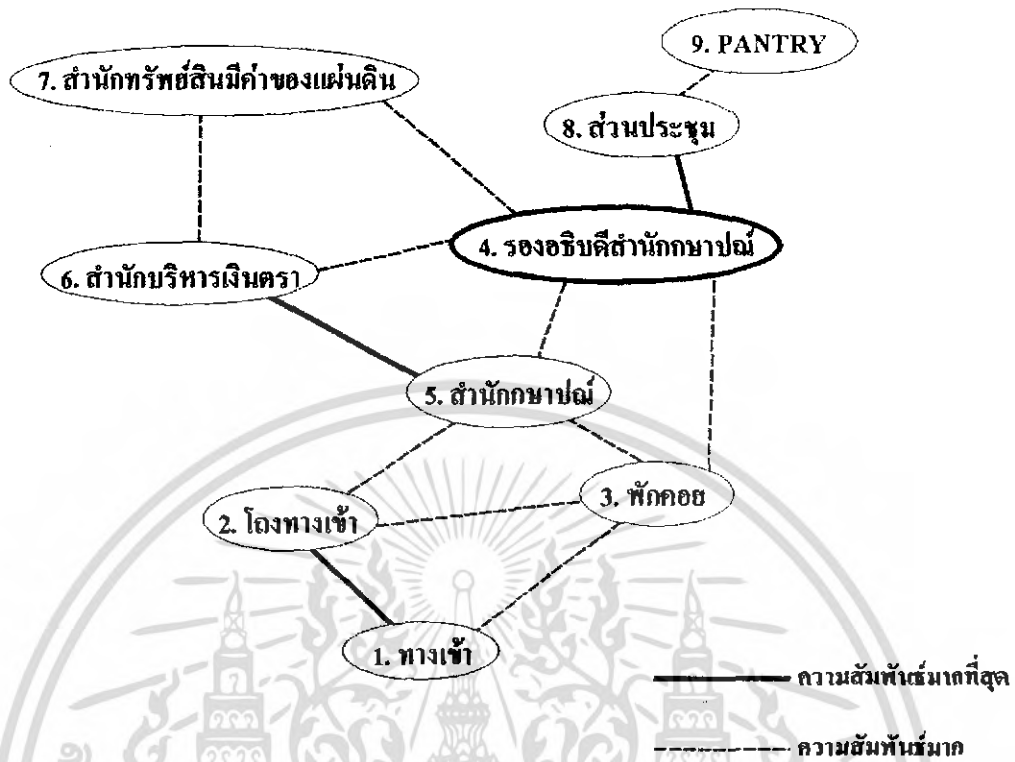 9. PANTRY
7. สำนักทรัพย์สินมีค่าของแผ่นดิน
8. ส่วนประชุม
4. รองอธิบดีสำนักกษาปณ์
6. สำนักบริหารเงินตรา
5. สำนักกษาปณ์
3. พักคอย
2. โถงทางเข้า
1. ทางเข้า
ความสัมพันธ์มากที่สุด
ความสัมพันธ์มาก